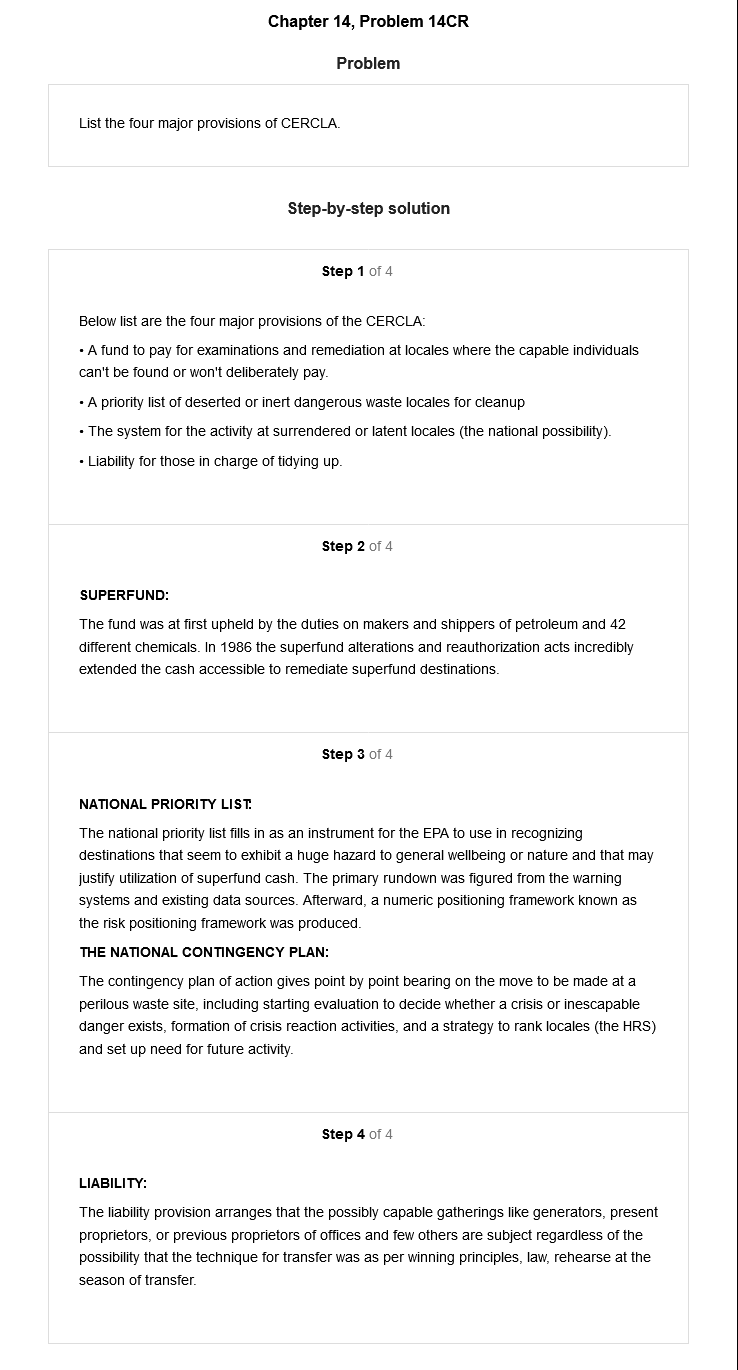 Chapter 14, Problem 14CR
Problem
List the four major provisions of CERCLA.
Step-by-step solution
Step 1 of 4
Below list are the four major provisions of the CERCLA:
• A fund to pay for examinations and remediation at locales where the capable individuals
can't be found or won't deliberately pay.
• A priority list of deserted or inert dangerous waste locales for cleanup
• The system for the activity at surrendered or latent locales (the national possibility).
• Liability for those in charge of tidying up.
Step 2 of 4
SUPERFUND:
The fund was at first upheld by the duties on makers and shippers of petroleum and 42
different chemicals. In 1986 the superfund alterations and reauthorization acts incredibly
extended the cash accessible to remediate superfund destinations.
Step 3 of 4
NATIONAL PRIORITY LIST:
The national priority list fills in as an instrument for the EPA to use in recognizing
destinations that seem to exhibit a huge hazard to general wellbeing or nature and that may
justify utilization of superfund cash. The primary rundown was figured from the warning
systems and existing data sources. Afterward, a numeric positioning framework known as
the risk positioning framework was produced.
THE NATIONAL CONTINGENCY PLAN:
The contingency plan of action gives point by point bearing on the move to be made at a
perilous waste site, including starting evaluation to decide whether a crisis or inescapable
danger exists, formation of crisis reaction activities, and a strategy to rank locales (the HRS)
and set up need for future activity.
Step 4 of 4
LIABILITY:
The liability provision arranges that the possibly capable gatherings like generators, present
proprietors, or previous proprietors of offices and few others are subject regardless of the
possibility that the technique for transfer was as per winning principles, law, rehearse at the
season of transfer.